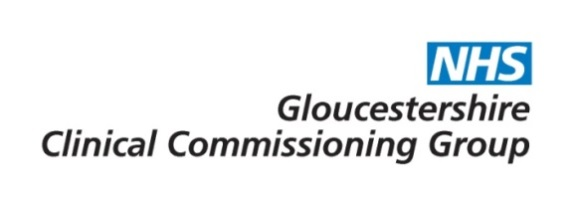 NHS
Gloucestershire
Clinical Commissioning Group